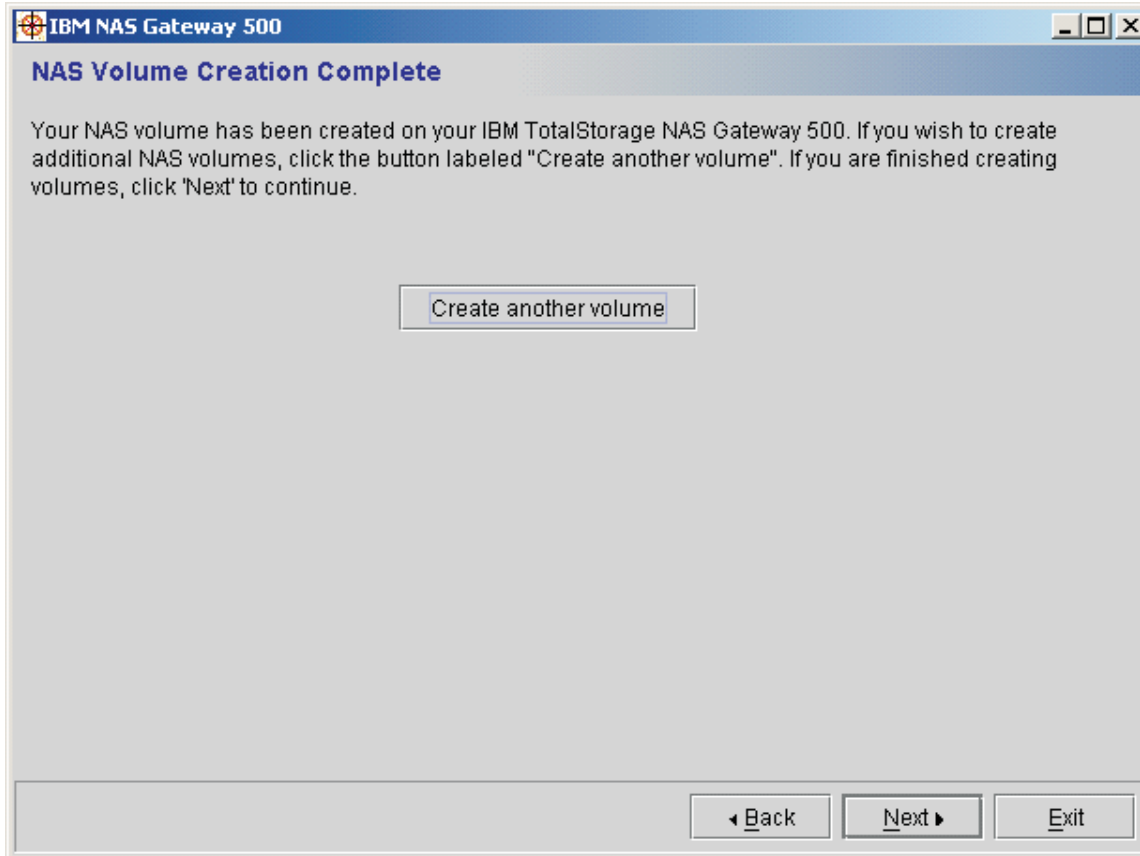 IBM NAS Gateway 500
NAS Volume Creation Complete
Your NAS volume has been created on your IBM TotalStorage NAS Gateway 500. If you wish to create
additional NAS volumes, click the button labeled "Create another volume". If you are finished creating
volumes, click 'Next' to continue.
Create another volume
Back
Next
Exit